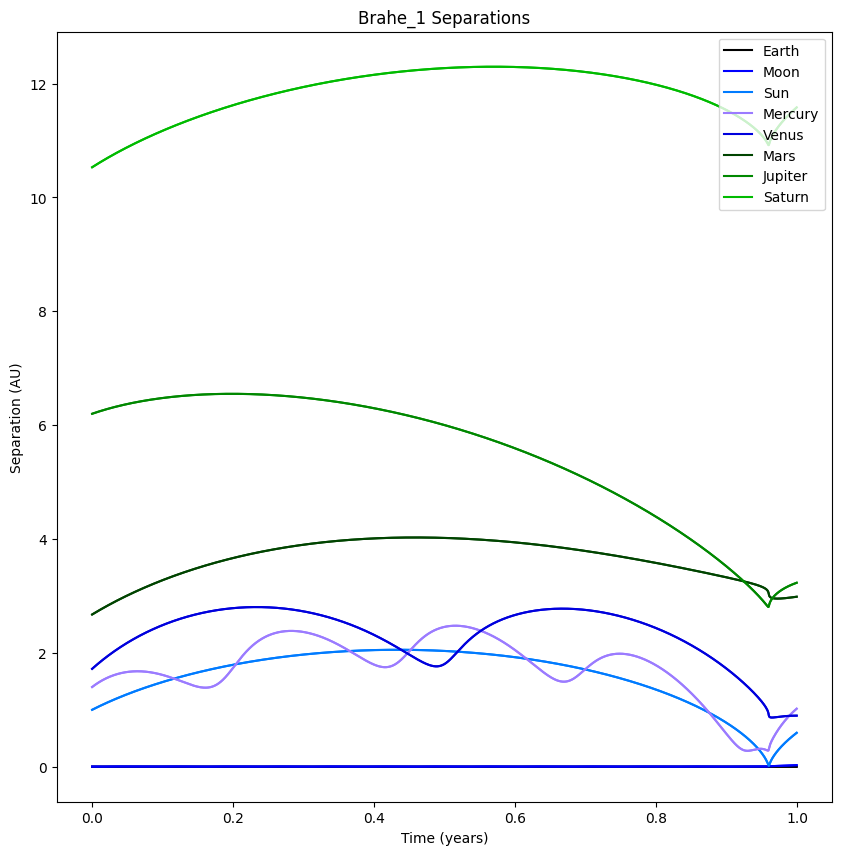 Brahe_1 Separations
Earth
Moon
Sun
Mercury
Venus
Mars
Jupiter
Saturn
Separation (AU)
12
10
8
6
4
2
0
0.0 0.2 0.4 0.6 0.8 1.0
Time (years)